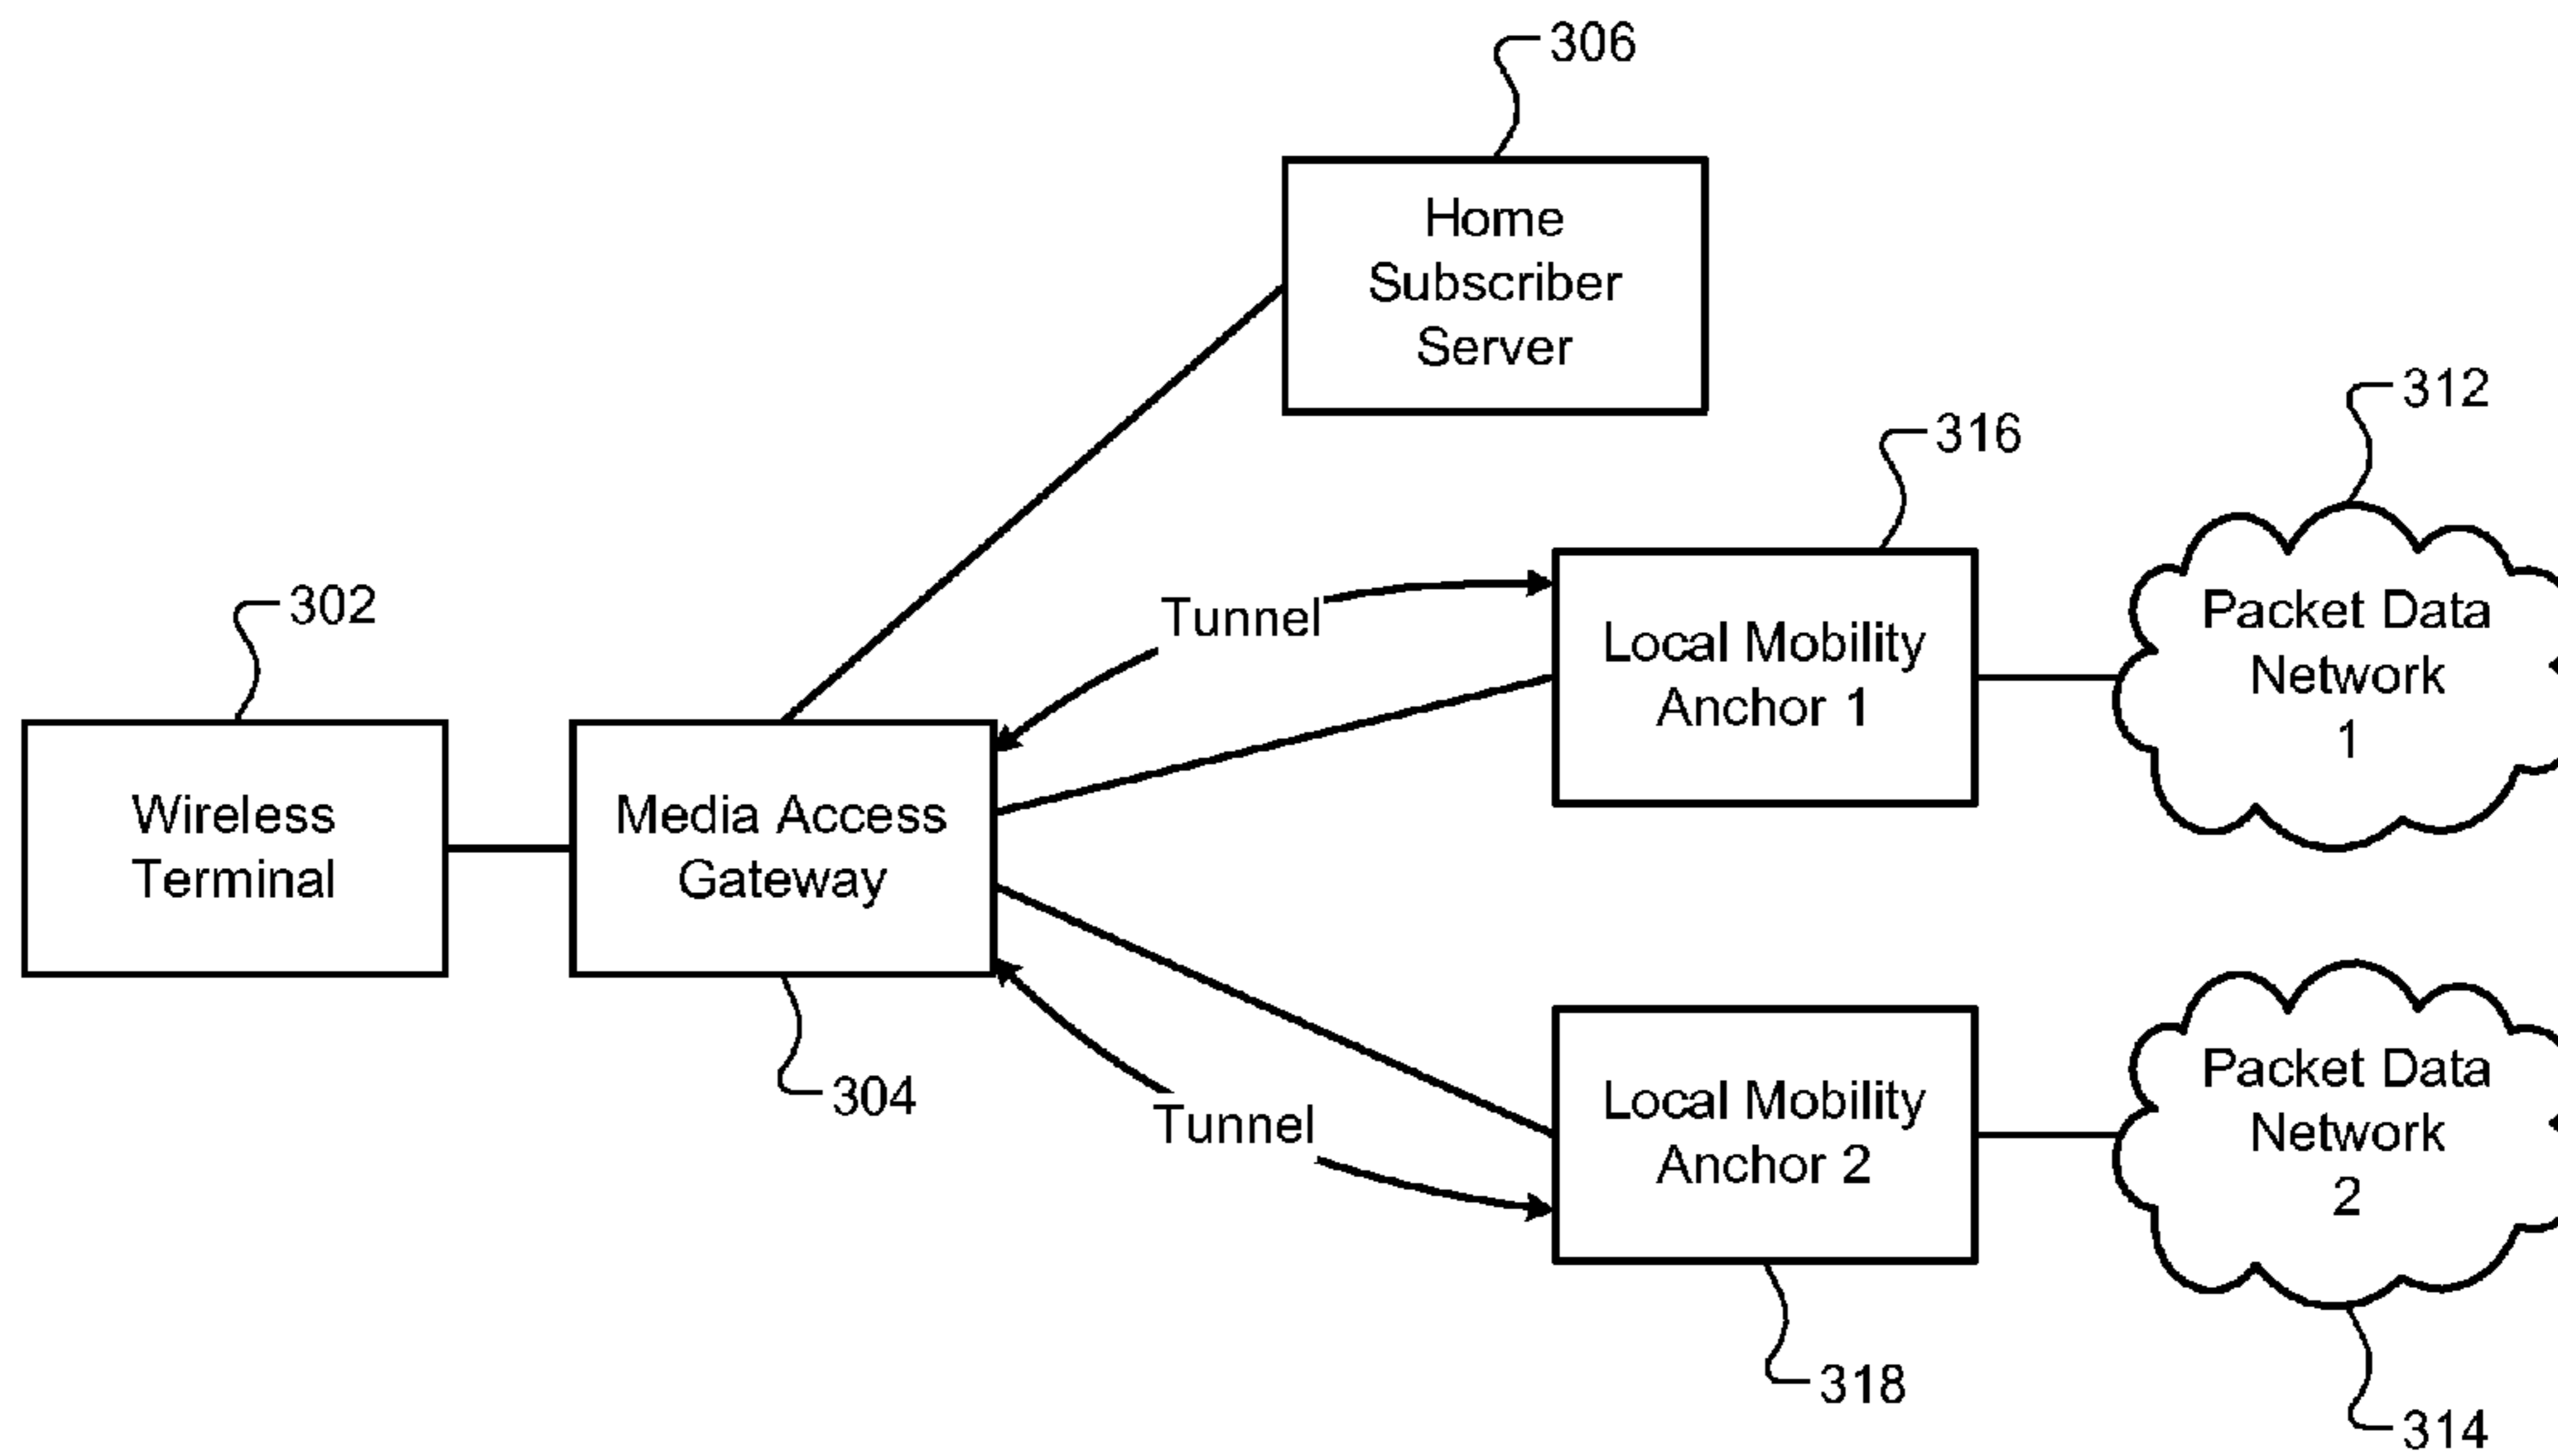 306
Home
Subscriber
Server
312
316
302
Tunnel
Local Mobility
Anchor 1
Packet Data
Network
1
Wireless
Terminal
Media Access
Gateway
304
Tunnel
Local Mobility
Anchor 2
Packet Data
Network
2
318
314